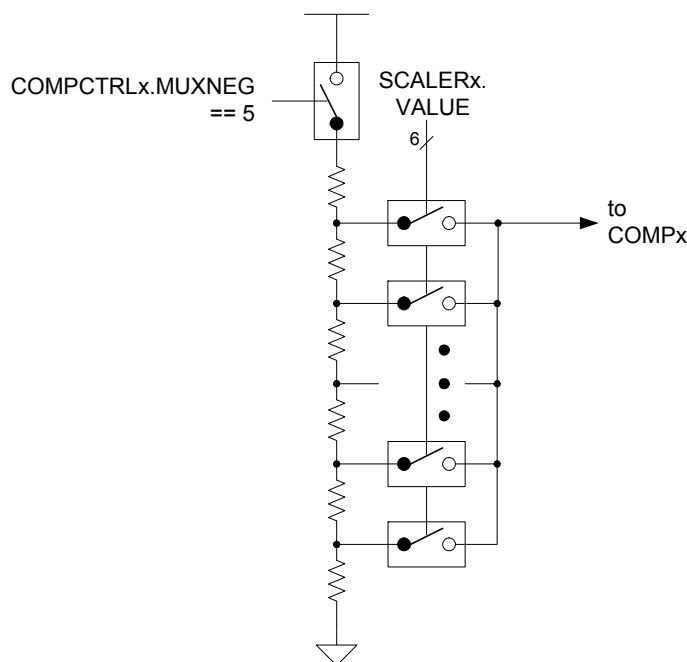 COMPCTRLx.MUXNEG
== 5
SCALERx.
VALUE
6
to
COMPx